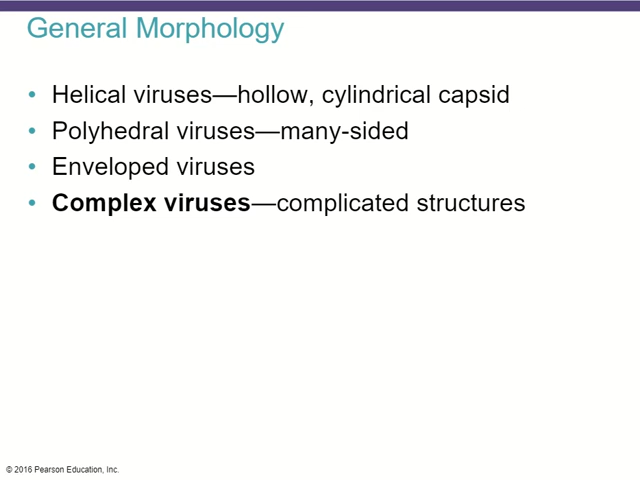 General Morphology
• Helical viruses—hollow, cylindrical capsid
• Polyhedral viruses—many-sided
• Enveloped viruses
• Complex viruses—complicated structures
© 2016 Pearson Education, Inc.